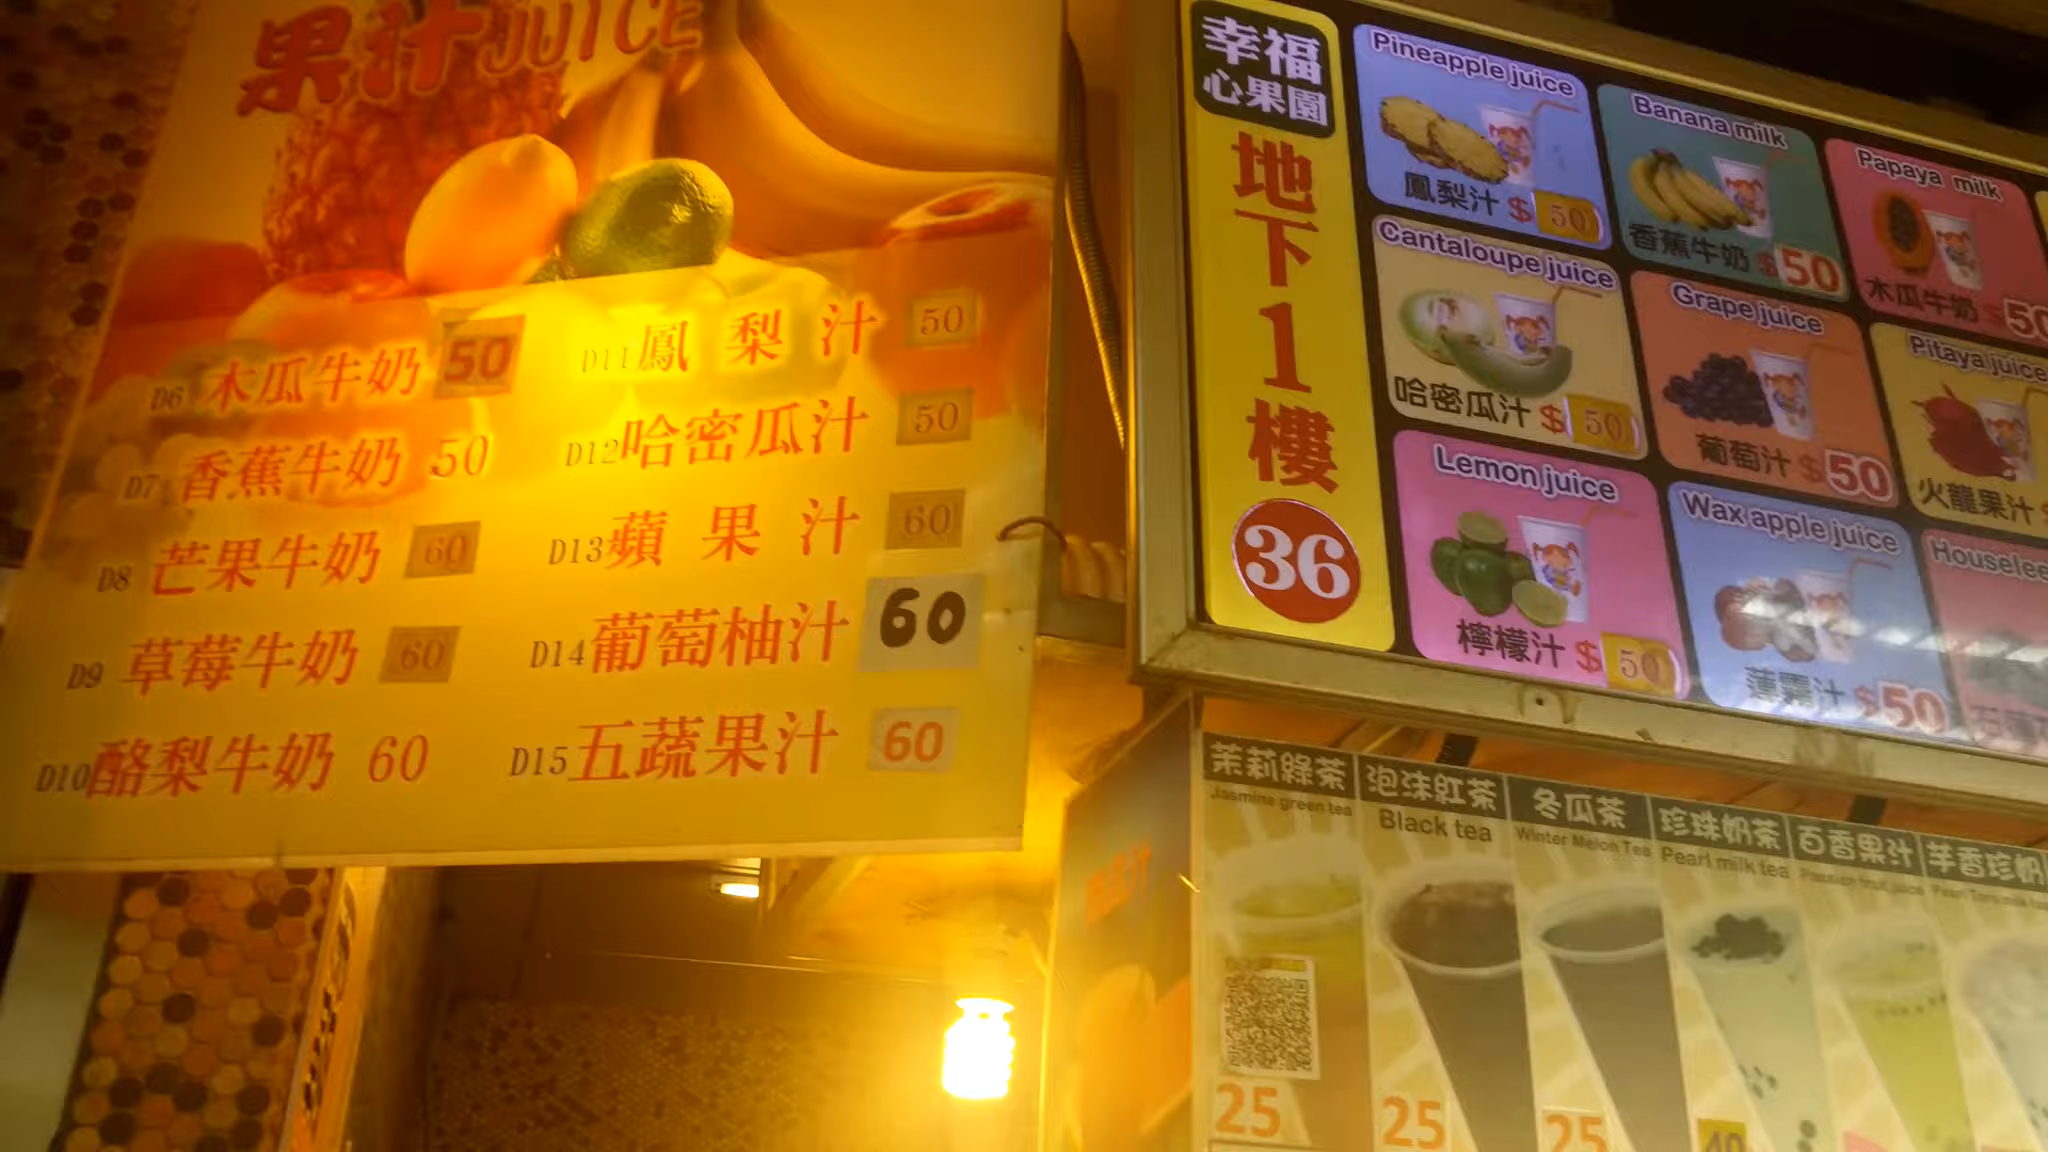 果汁 JUICE
D6 木瓜牛奶 50
D7 香蕉牛奶 50
D8 芒果牛奶 60
D9 草莓牛奶 60
D10 酪梨牛奶 60
D11 鳳梨汁 50
D12 哈密瓜汁 50
D13 蘋果汁 60
D14 葡萄柚汁 60
D15 五蔬果汁 60
幸福
心果園
地下1樓
36
Pineapple juice
鳳梨汁 $50
Banana milk
香蕉牛奶 $50
Papaya milk
木瓜牛奶 $50
Cantaloupe juice
哈密瓜汁 $50
Grape juice
葡萄汁 $50
Pitaya juice
火龍果汁 $
Lemon juice
檸檬汁 $50
Wax apple juice
蓮霧汁 $50
Houselee
茉莉綠茶
Jasmine green tea
25
泡沫紅茶
Black tea
25
冬瓜茶
Winter Melon Tea
25
珍珠奶茶
Pearl milk tea
40
百香果汁
Passion fruit juice
芋香珍奶